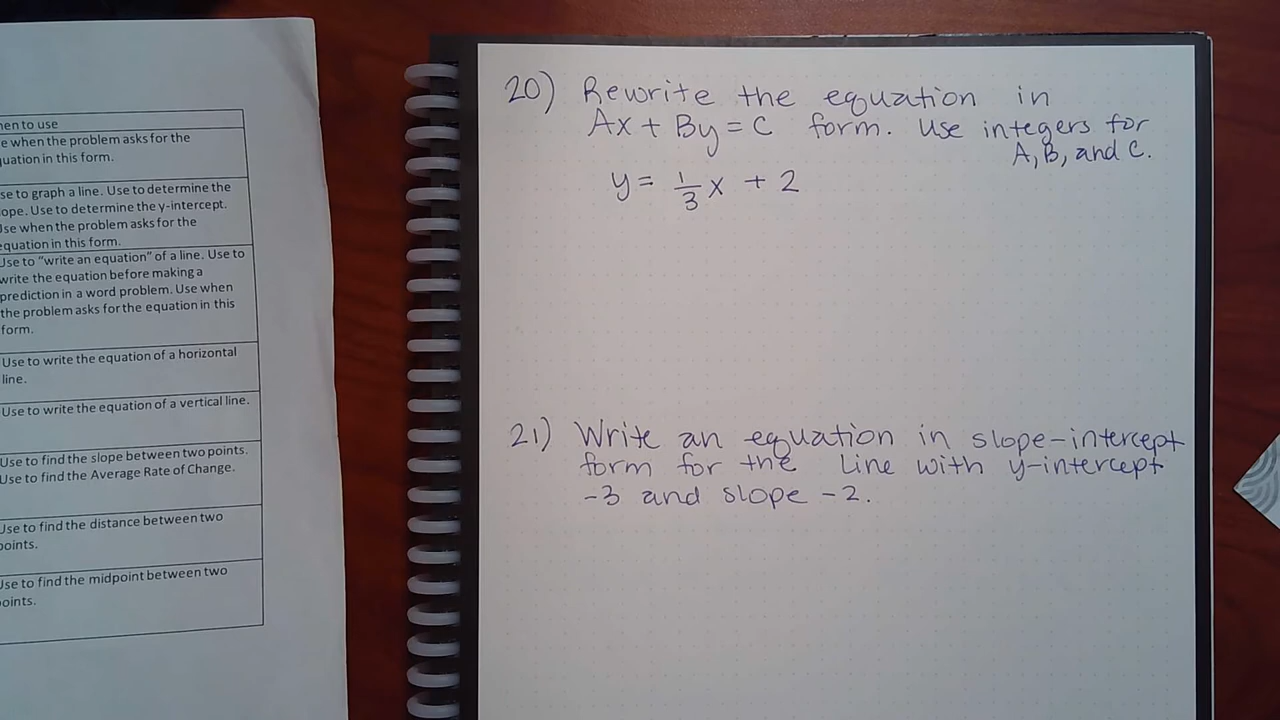 hen to use
e when the problem asks for the
quation in this form.
se to graph a line. Use to determine the
ope. Use to determine the y-intercept.
Use when the problem asks for the
equation in this form.
Use to “write an equation” of a line. Use to
write the equation before making a
prediction in a word problem. Use when
the problem asks for the equation in this
form.
Use to write the equation of a horizontal
line.
Use to write the equation of a vertical line.
Use to find the slope between two points.
Use to find the Average Rate of Change.
Use to find the distance between two
points.
Use to find the midpoint between two
points.
20) Rewrite the equation in
Ax + By = C form. Use integers for
A, B, and C.
y = 1/3 x + 2
21) Write an equation in slope-intercept
form for the line with y-intercept
-3 and slope -2.